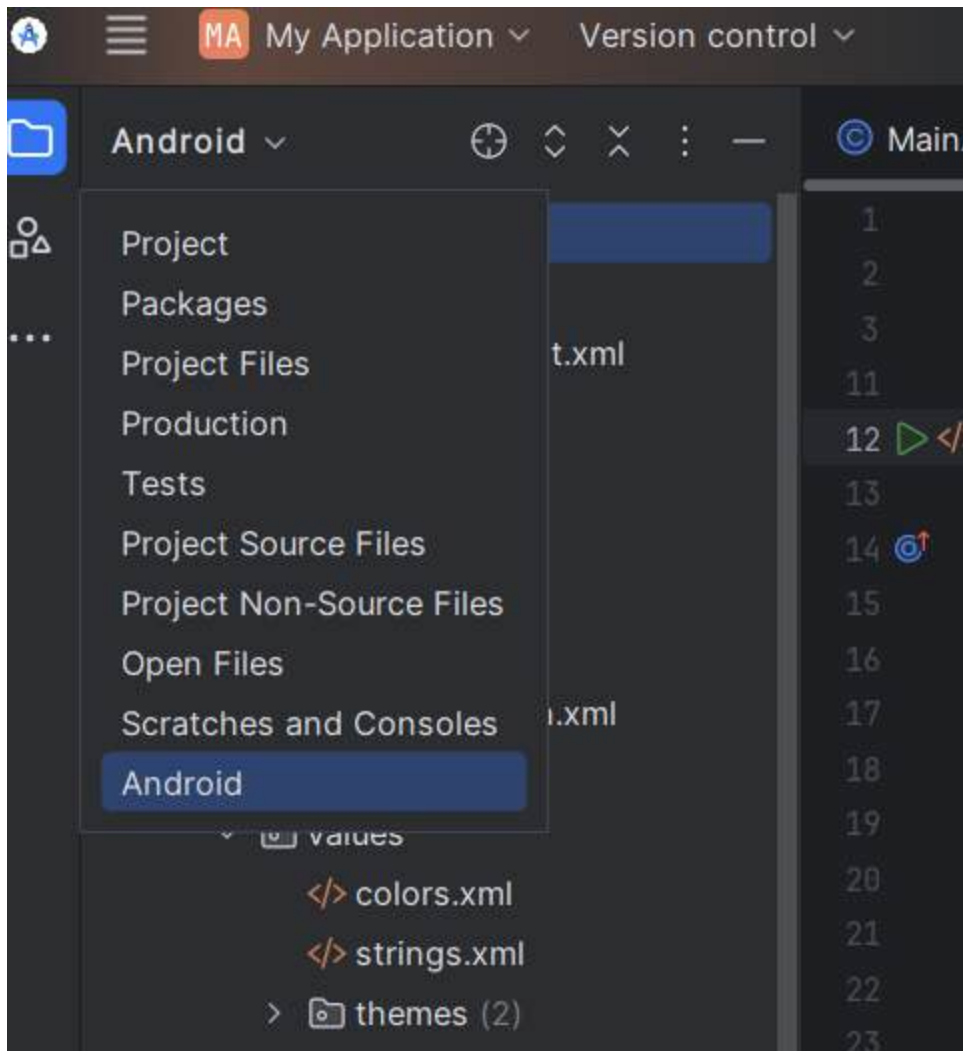 MA My Application Version control
Android
Main
Project
Packages
Project Files
t.xml
Production
Tests
Project Source Files
Project Non-Source Files
Open Files
Scratches and Consoles
.xml
Android
values
colors.xml
strings.xml
themes (2)
1
2
3
11
12
13
14
15
16
17
18
19
20
21
22
23